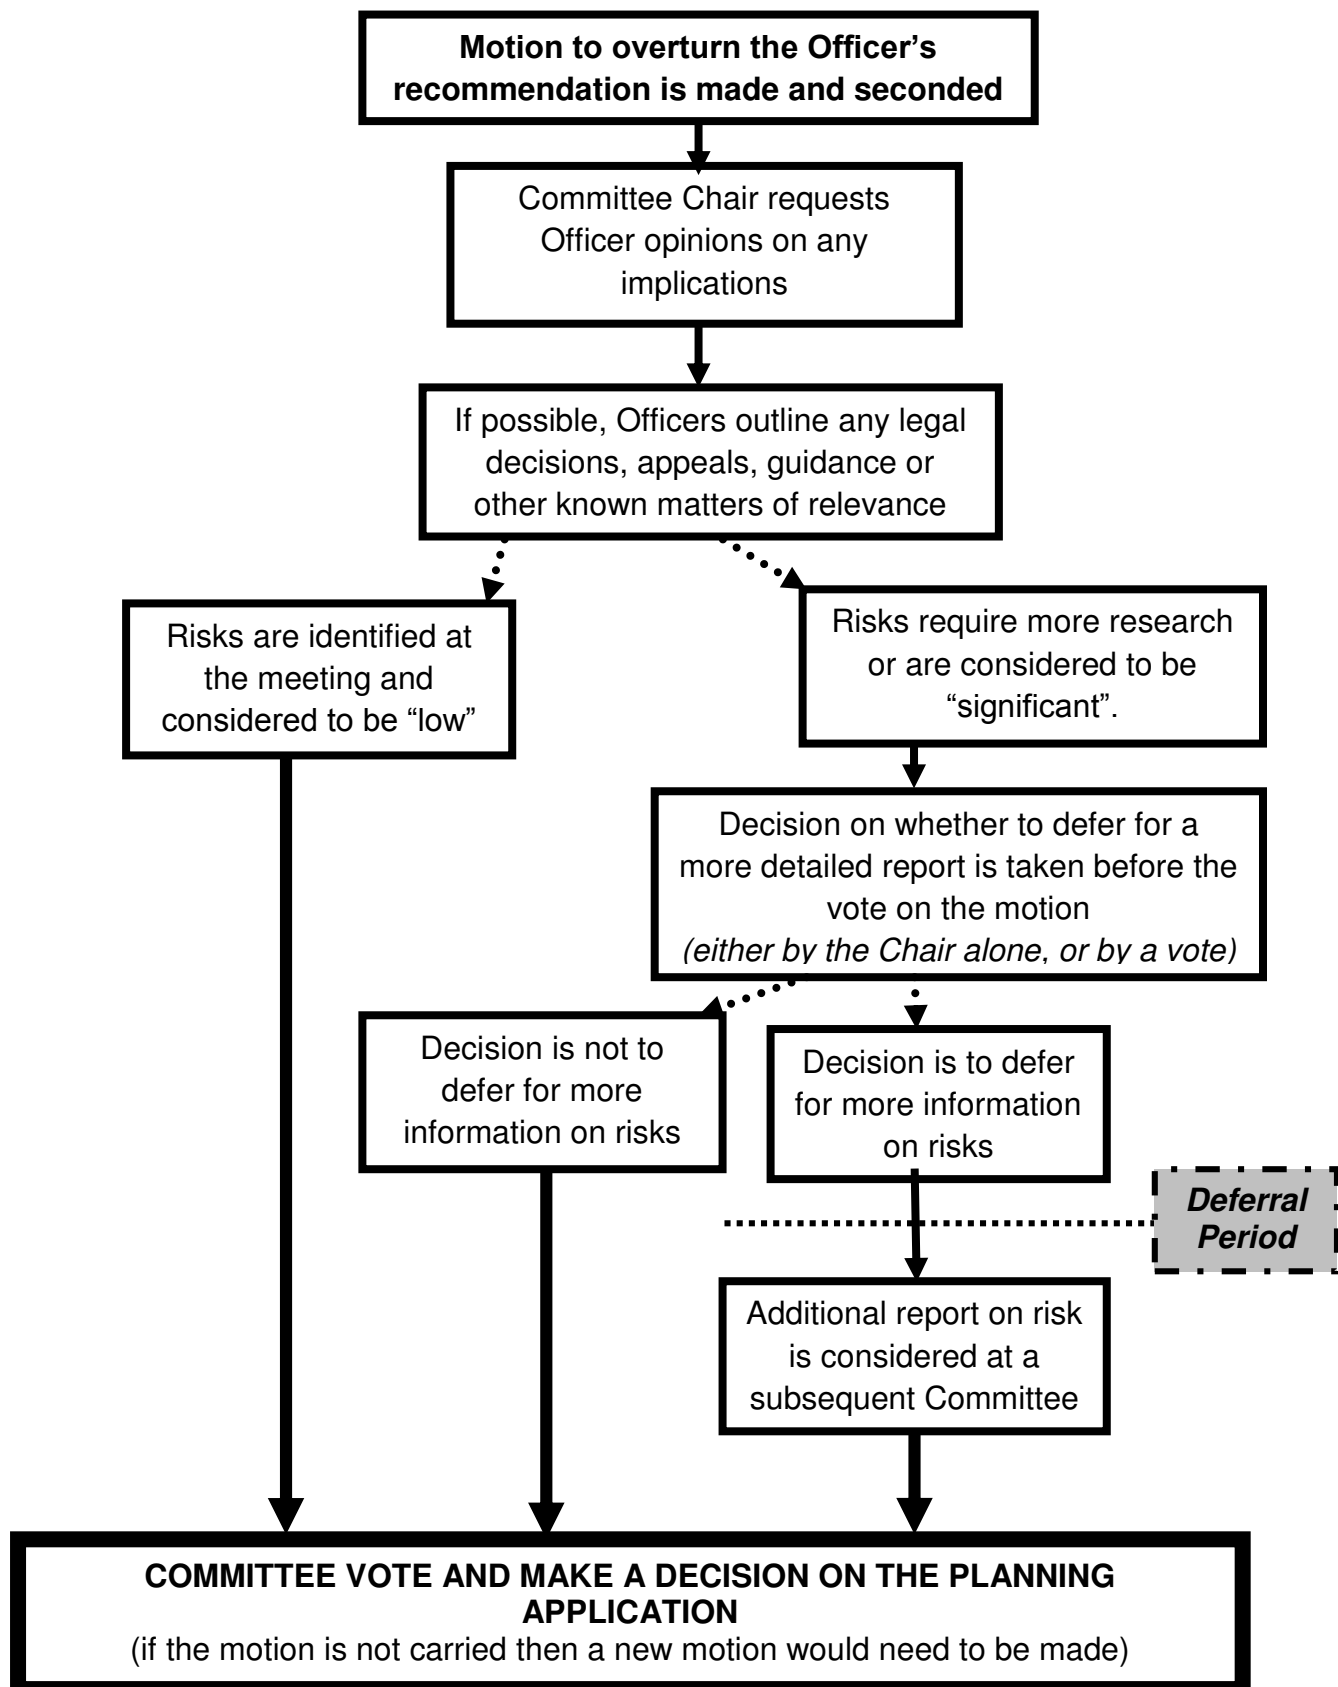 Motion to overturn the Officer’s
recommendation is made and seconded
Committee Chair requests
Officer opinions on any
implications
If possible, Officers outline any legal
decisions, appeals, guidance or
other known matters of relevance
Risks are identified at
the meeting and
considered to be “low”
Risks require more research
or are considered to be
“significant”.
Decision on whether to defer for a
more detailed report is taken before the
vote on the motion
(either by the Chair alone, or by a vote)
Decision is not to
defer for more
information on risks
Decision is to defer
for more information
on risks
Deferral
Period
Additional report on risk
is considered at a
subsequent Committee
COMMITTEE VOTE AND MAKE A DECISION ON THE PLANNING
APPLICATION
(if the motion is not carried then a new motion would need to be made)